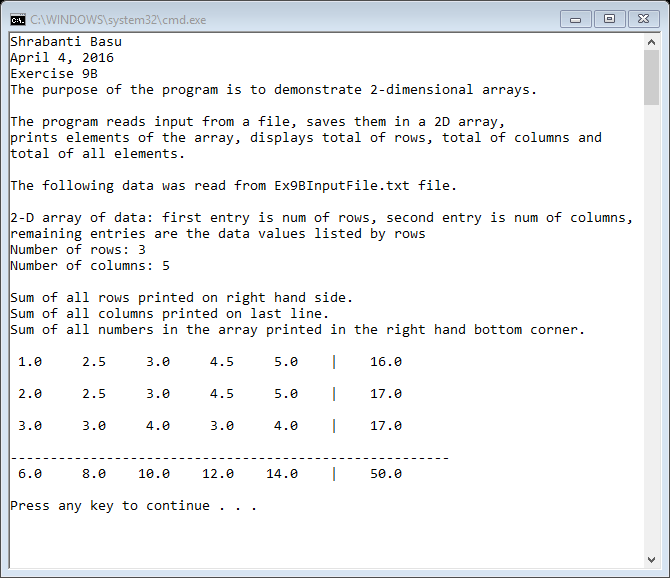 C:\WINDOWS\system32\cmd.exe
Shrabanti Basu
April 4, 2016
Exercise 9B
The purpose of the program is to demonstrate 2-dimensional arrays.
The program reads input from a file, saves them in a 2D array,
prints elements of the array, displays total of rows, total of columns and
total of all elements.
The following data was read from Ex9BInputFile.txt file.
2-D array of data: first entry is num of rows, second entry is num of columns,
remaining entries are the data values listed by rows
Number of rows: 3
Number of columns: 5
Sum of all rows printed on right hand side.
Sum of all columns printed on last line.
Sum of all numbers in the array printed in the right hand bottom corner.
1.0     2.5     3.0     4.5     5.0    |    16.0
2.0     2.5     3.0     4.5     5.0    |    17.0
3.0     3.0     4.0     3.0     4.0    |    17.0
-------------------------------------------------------
6.0     8.0    10.0    12.0    14.0    |    50.0
Press any key to continue . . .